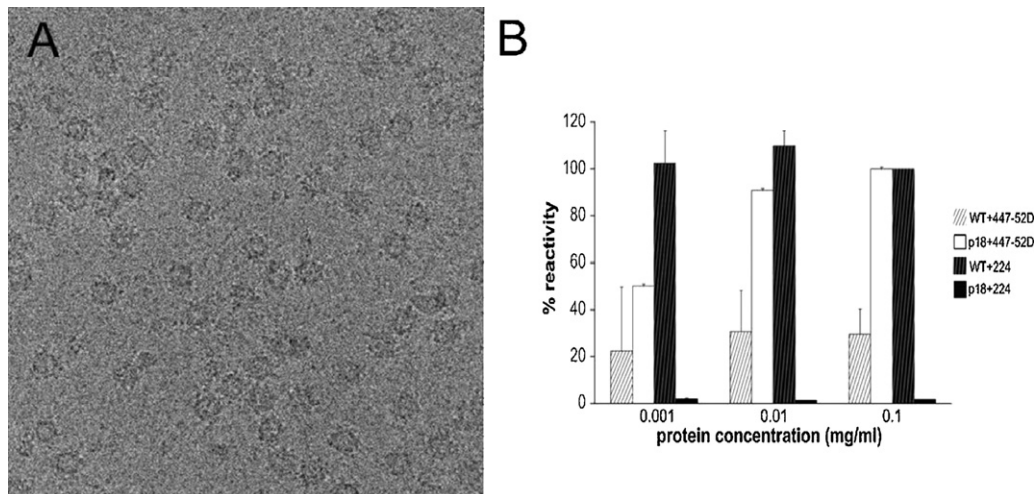 A
B
120
100
80
60
40
20
0
% reactivity
0.001
0.01
0.1
protein concentration (mg/ml)
WT+447-52D
p18+447-52D
WT+224
p18+224